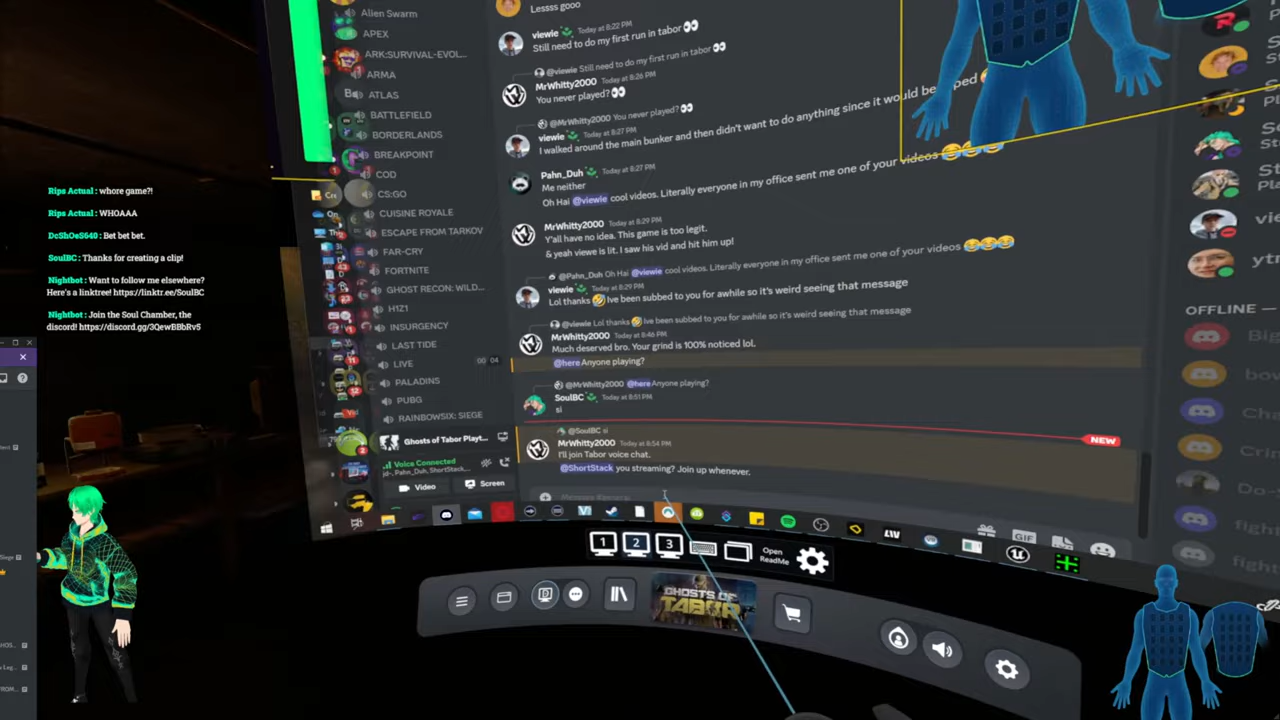 Rips Actual : whore game?!
Rips Actual : WHOAAA
DcShOeS640: Bet bet bet.
SoulBC : Thanks for creating a clip!
Nightbot: Want to follow me elsewhere?
Here's a linktree! https://linktr.ee/SoulBC
Nightbot: Join the Soul Chamber, the
discord! https://discord.gg/3QewBBbRv5
Alien Swarm
APEX
ARK:SURVIVAL-EVOL...
ARMA
ATLAS
BATTLEFIELD
BORDERLANDS
BREAKPOINT
COD
CS:GO
CUISINE ROYALE
ESCAPE FROM TARKOV
FAR-CRY
FORTNITE
GHOST RECON: WILD...
H1Z1
INSURGENCY
LAST TIDE
LIVE
00 04
PALADINS
PUBG
RAINBOWSIX: SIEGE
Ghosts of Tabor Playt...
Voice Connected
Pahn_Duh, ShortStack,
Video
Screen
Lessss gooo
viewie Today at 8:22 PM
Still need to do my first run in tabor
@viewie Still need to do my first run in tabor
MrWhitty2000 Today at 8:26 PM
You never played?
@MrWhitty2000 You never played?
viewie Today at 8:27 PM
I walked around the main bunker and then didn't want to do anything since it would be
Pahn_Duh Today at 8:27 PM
Me neither
Oh Hai @viewie cool videos. Literally everyone in my office sent me one of your videos
MrWhitty2000 Today at 8:29 PM
Y'all have no idea. This game is too legit.
& yeah viewe is lit. I saw his vid and hit him up!
@Pahn_Duh Oh Hai @viewie cool videos. Literally everyone in my office sent me one of your videos
viewie Today at 8:29 PM
Lol thanks Ive been subbed to you for awhile so it's weird seeing that message
@viewie Lol thanks Ive been subbed to you for awhile so it's weird seeing that message
MrWhitty2000 Today at 8:46 PM
Much deserved bro. Your grind is 100% noticed lol.
@here Anyone playing?
@MrWhitty2000 @here Anyone playing?
SoulBC Today at 8:51 PM
si
NEW
@SoulBC si
MrWhitty2000 Today at 8:54 PM
I'll join Tabor voice chat.
@ShortStack you streaming? Join up whenever.
GIF
OFFLINE
1 2 3
Open
ReadMe
GHOSTS OF
TABOR